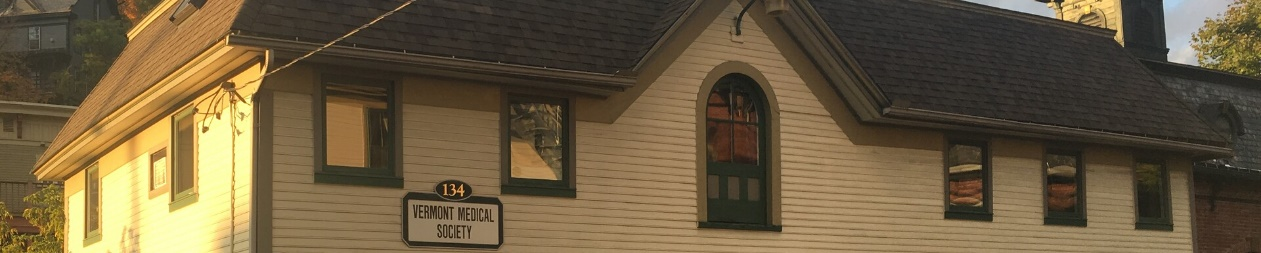 134
VERMONT MEDICAL
SOCIETY